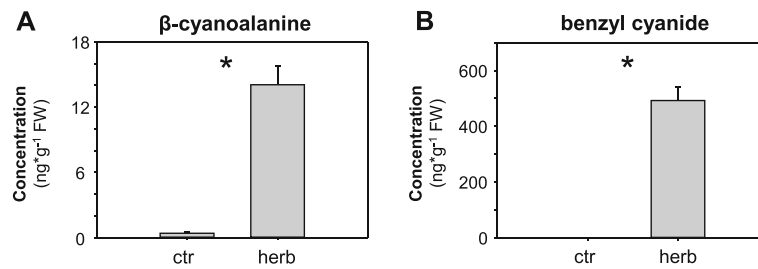 A
β-cyanoalanine
Concentration
(ng*g⁻¹ FW)
18
12
6
0
*
ctr herb
B
benzyl cyanide
Concentration
(ng*g⁻¹ FW)
600
400
200
0
*
ctr herb